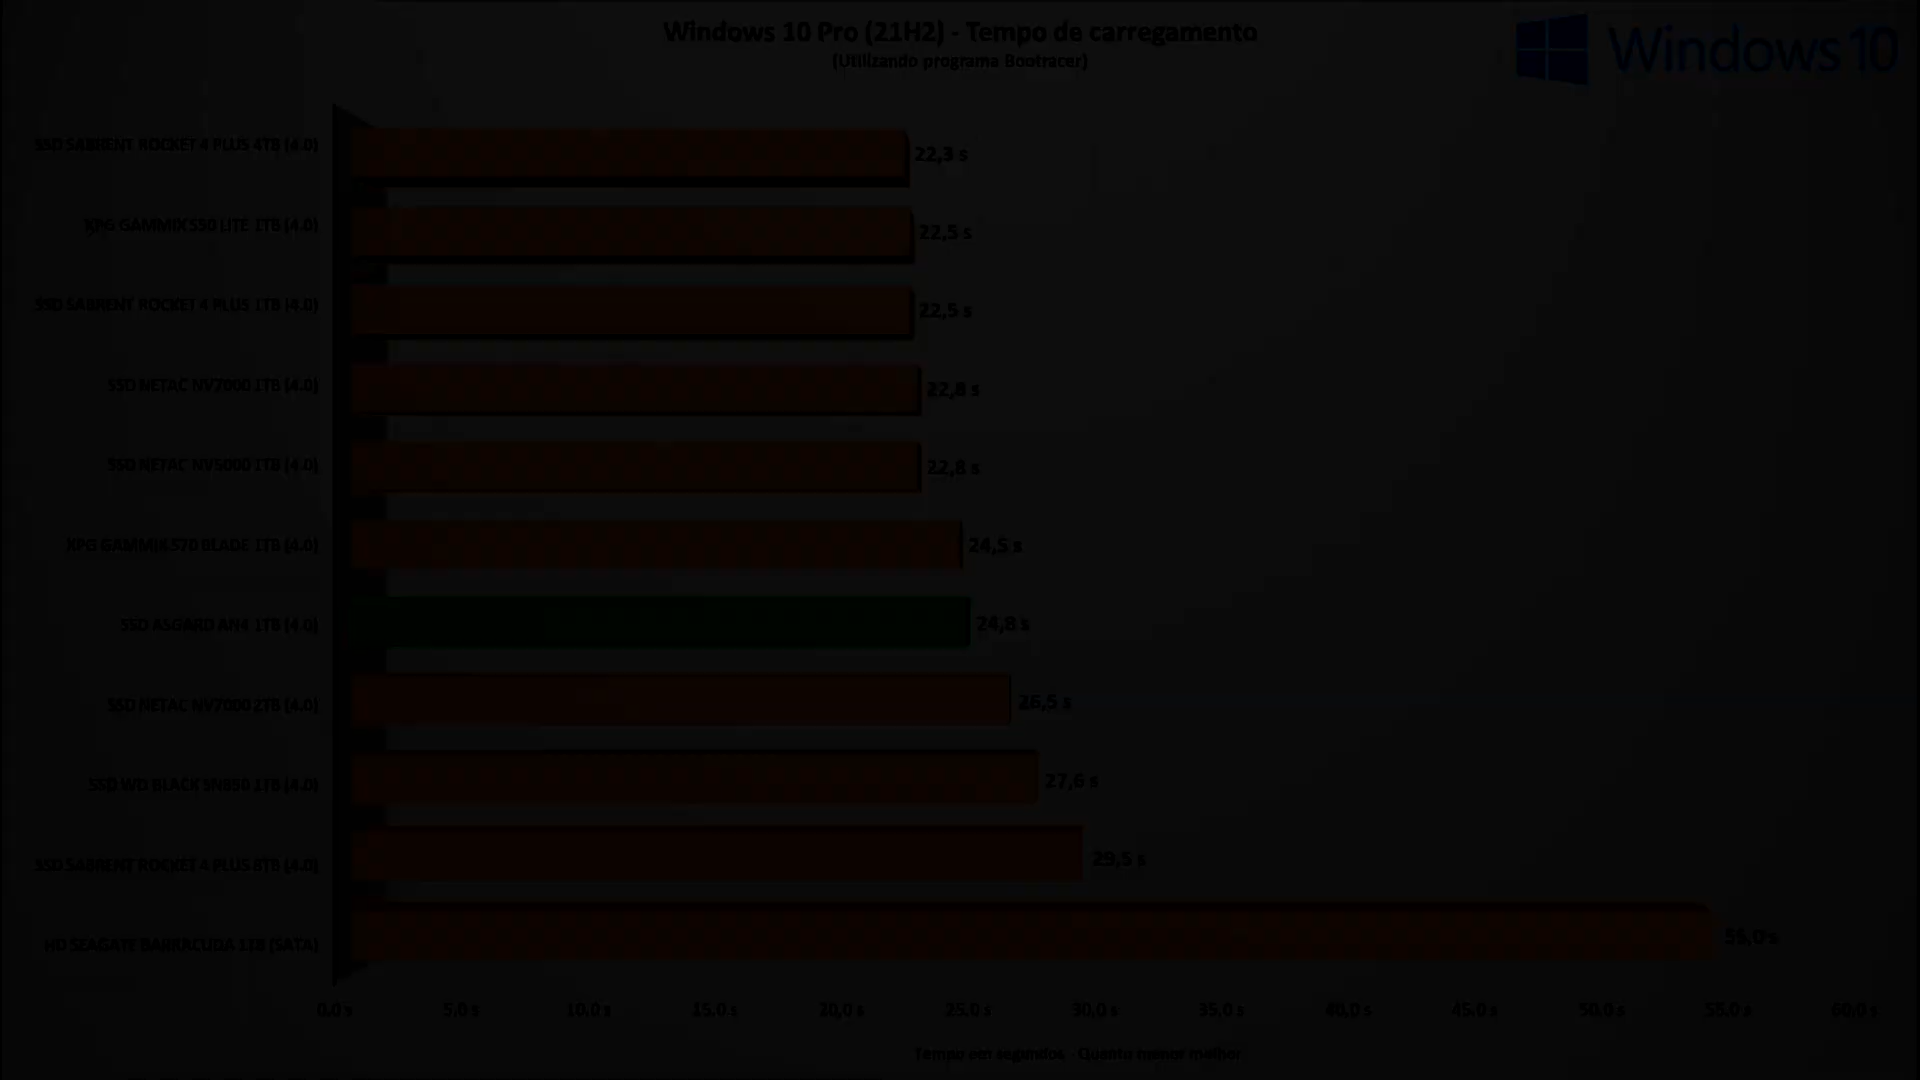 Windows 10 Pro (21H2) - Tempo de carregamento
(Utilizando programa Bootracer)
Windows 10
SSD SABRENT ROCKET 4 PLUS 4TB (4.0)
22,3 s
XPG GAMMIX S50 LITE 1TB (4.0)
22,5 s
SSD SABRENT ROCKET 4 PLUS 1TB (4.0)
22,5 s
SSD NETAC NV7000 1TB (4.0)
22,8 s
SSD NETAC NV5000 1TB (4.0)
22,8 s
XPG GAMMIX S70 BLADE 1TB (4.0)
24,5 s
SSD ASGARD AN4 1TB (4.0)
24,8 s
SSD NETAC NV7000 2TB (4.0)
26,5 s
SSD WD BLACK SN850 1TB (4.0)
27,6 s
SSD SABRENT ROCKET 4 PLUS 8TB (4.0)
29,5 s
HD SEAGATE BARRACUDA 1TB (SATA)
55,0 s
0,0 s 5,0 s 10,0 s 15,0 s 20,0 s 25,0 s 30,0 s 35,0 s 40,0 s 45,0 s 50,0 s 55,0 s 60,0 s
Tempo em segundos - Quanto menor melhor